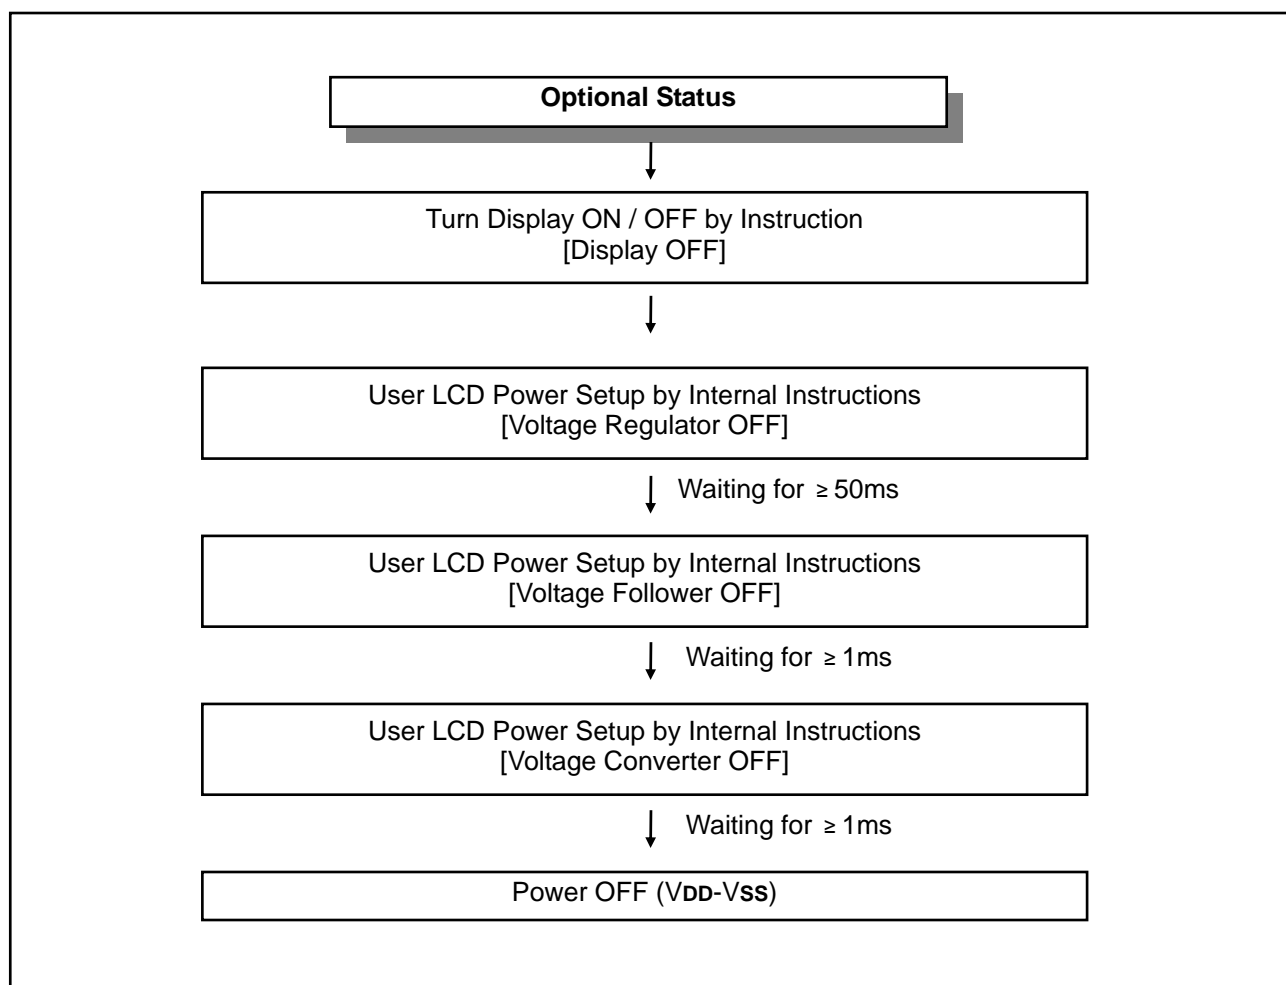 Optional Status
Turn Display ON / OFF by Instruction
[Display OFF]
User LCD Power Setup by Internal Instructions
[Voltage Regulator OFF]
Waiting for ≥ 50ms
User LCD Power Setup by Internal Instructions
[Voltage Follower OFF]
Waiting for ≥ 1ms
User LCD Power Setup by Internal Instructions
[Voltage Converter OFF]
Waiting for ≥ 1ms
Power OFF (VDD-VSS)